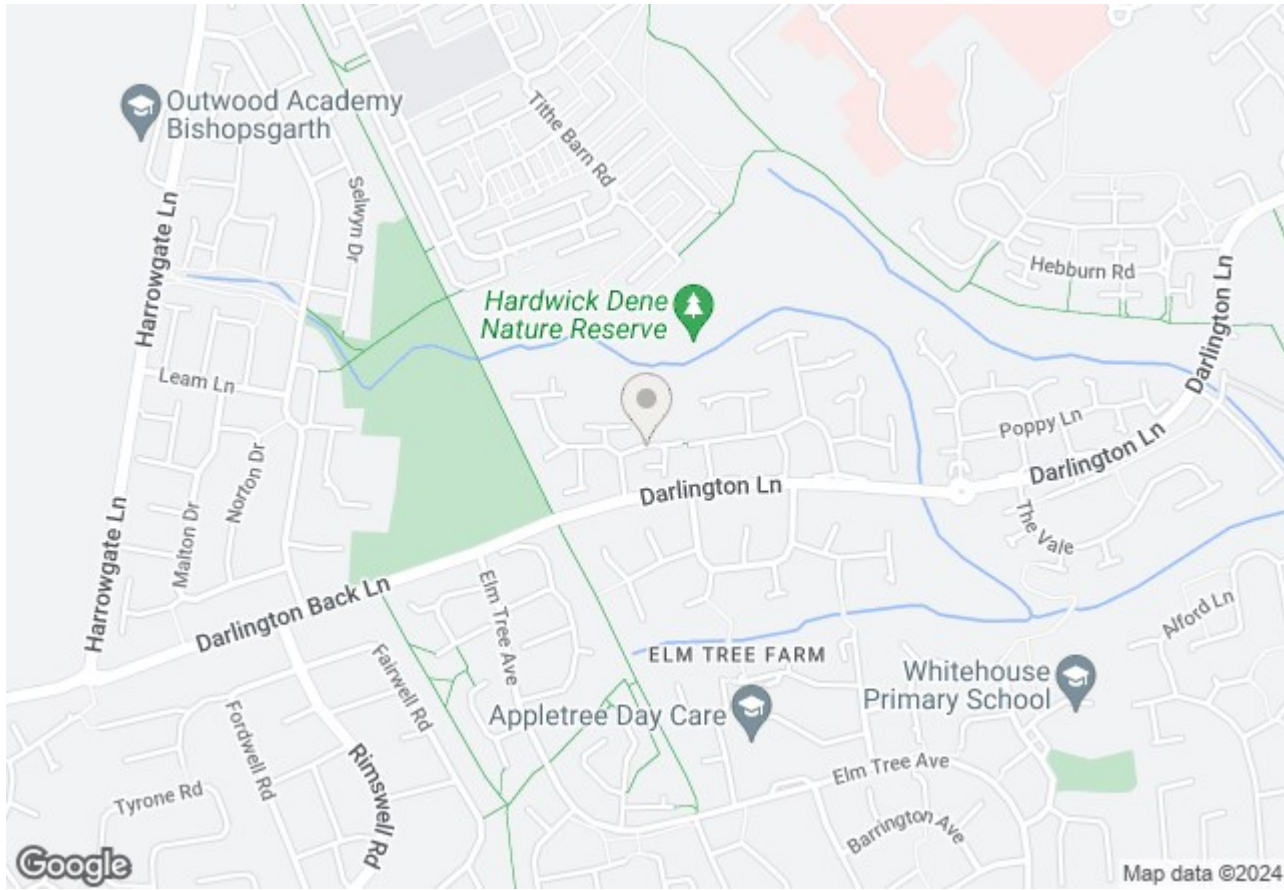 Outwood Academy
Bishopsgarth
Tithe Barn Rd
Selwyn Dr
Harrowgate Ln
Hebburn Rd
Darlington Ln
Hardwick Dene
Nature Reserve
Leam Ln
Poppy Ln
Norton Dr
Malton Dr
Darlington Ln
Darlington Ln
The Vale
Harrowgate Ln
Darlington Back Ln
Elm Tree Ave
Alford Ln
Fairwell Rd
ELM TREE FARM
Whitehouse
Primary School
Appletree Day Care
Fordwell Rd
Rimswell Rd
Tyrone Rd
Elm Tree Ave
Barrington Ave
Google
Map data ©2024